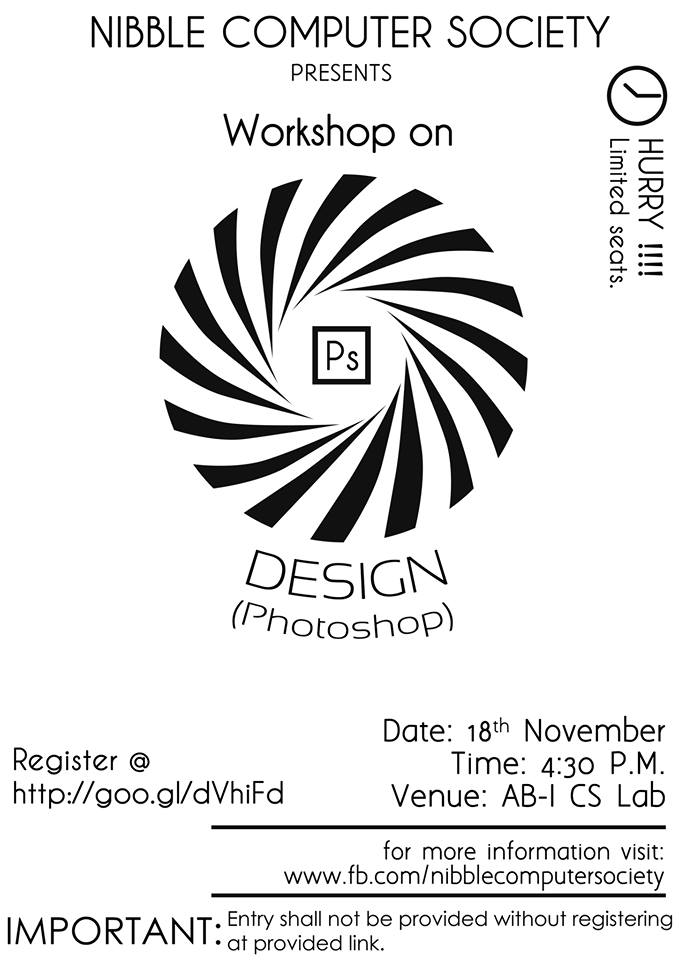 NIBBLE COMPUTER SOCIETY
PRESENTS
Workshop on
HURRY !!!!
Limited seats.
Ps
DESIGN
(Photoshop)
Date: 18th November
Time: 4:30 P.M.
Venue: AB-I CS Lab
Register @
http://goo.gl/dVhiFd
for more information visit:
www.fb.com/nibblecomputersociety
IMPORTANT: Entry shall not be provided without registering
at provided link.